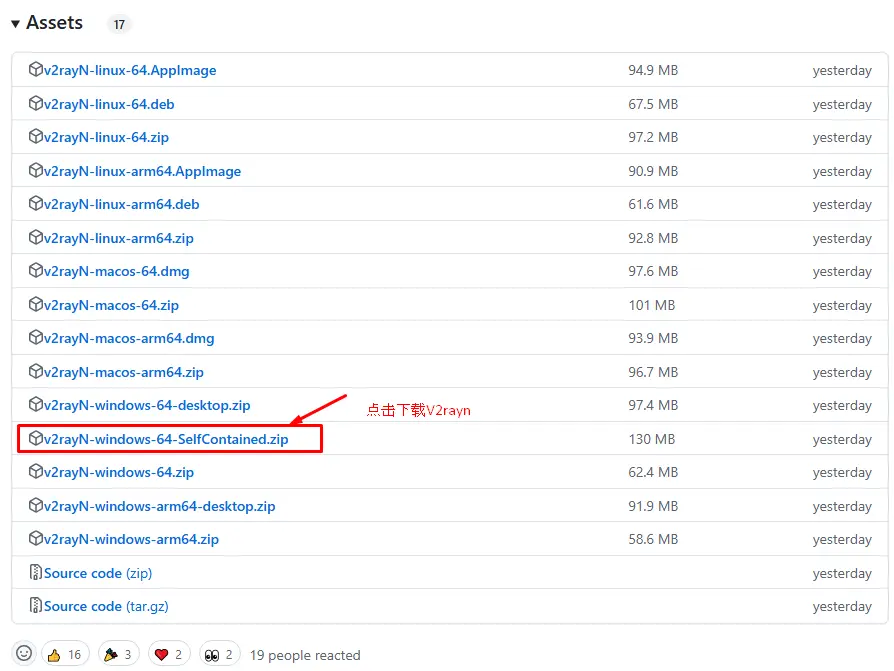 Assets 17
v2rayN-linux-64.AppImage 94.9 MB yesterday
v2rayN-linux-64.deb 67.5 MB yesterday
v2rayN-linux-64.zip 97.2 MB yesterday
v2rayN-linux-arm64.AppImage 90.9 MB yesterday
v2rayN-linux-arm64.deb 61.6 MB yesterday
v2rayN-linux-arm64.zip 92.8 MB yesterday
v2rayN-macos-64.dmg 97.6 MB yesterday
v2rayN-macos-64.zip 101 MB yesterday
v2rayN-macos-arm64.dmg 93.9 MB yesterday
v2rayN-macos-arm64.zip 96.7 MB yesterday
v2rayN-windows-64-desktop.zip 97.4 MB yesterday
点击下载V2rayn
v2rayN-windows-64-SelfContained.zip 130 MB yesterday
v2rayN-windows-64.zip 62.4 MB yesterday
v2rayN-windows-arm64-desktop.zip 91.9 MB yesterday
v2rayN-windows-arm64.zip 58.6 MB yesterday
Source code (zip) yesterday
Source code (tar.gz) yesterday
16 3 2 2 19 people reacted